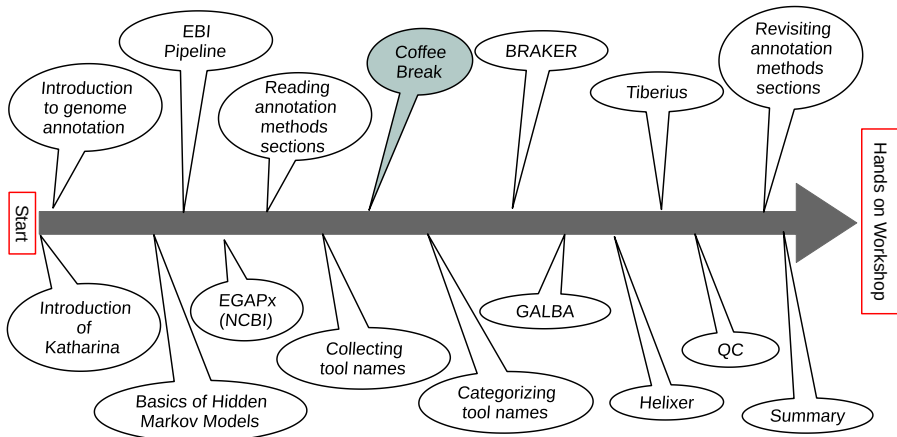 Start
Introduction
of
Katharina
Introduction
to genome
annotation
Basics of Hidden
Markov Models
EBI
Pipeline
EGAPx
(NCBI)
Reading
annotation
methods
sections
Collecting
tool names
Coffee
Break
Categorizing
tool names
BRAKER
GALBA
Helixer
Tiberius
QC
Revisiting
annotation
methods
sections
Summary
Hands on Workshop